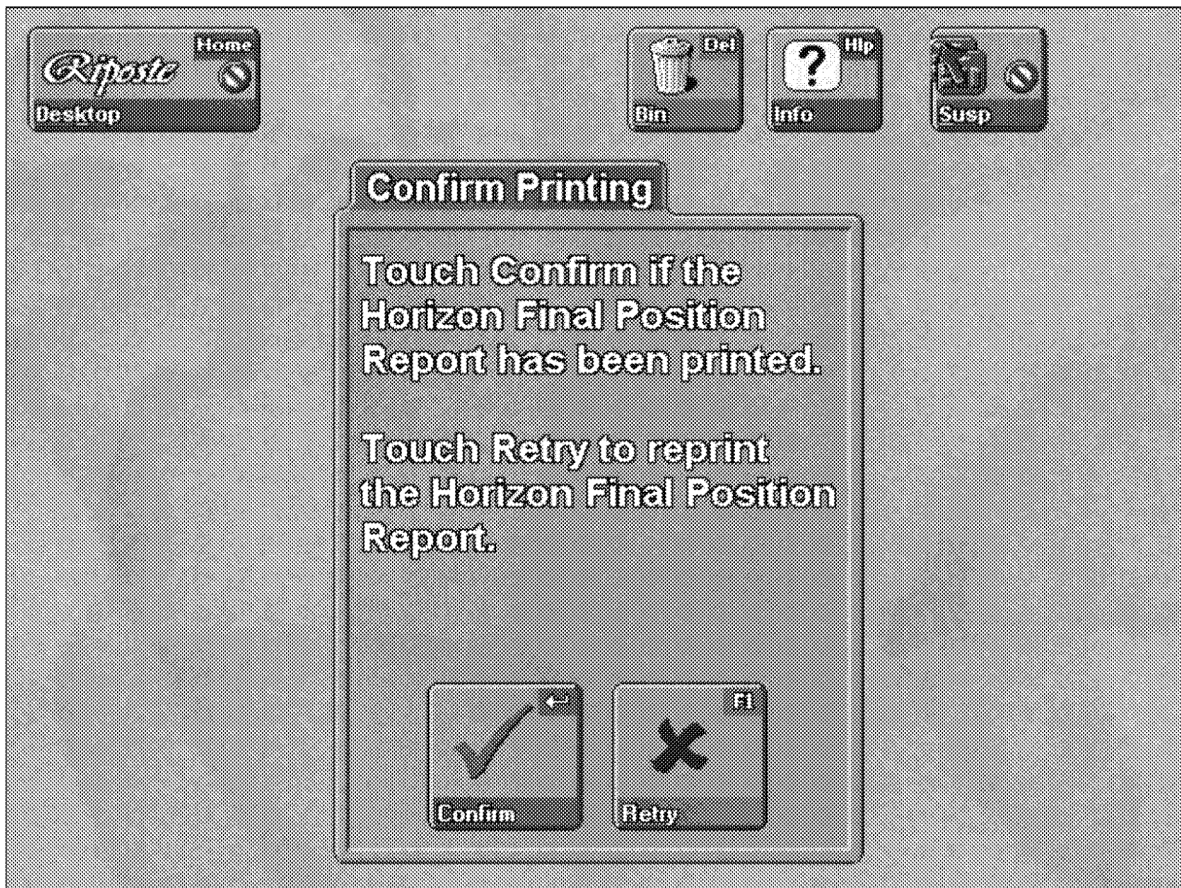 Riposte
Home
Desktop
Del
Bin
?
Hlp
Info
Susp
Confirm Printing
Touch Confirm if the
Horizon Final Position
Report has been printed.
Touch Retry to reprint
the Horizon Final Position
Report.
Confirm
F1
Retry